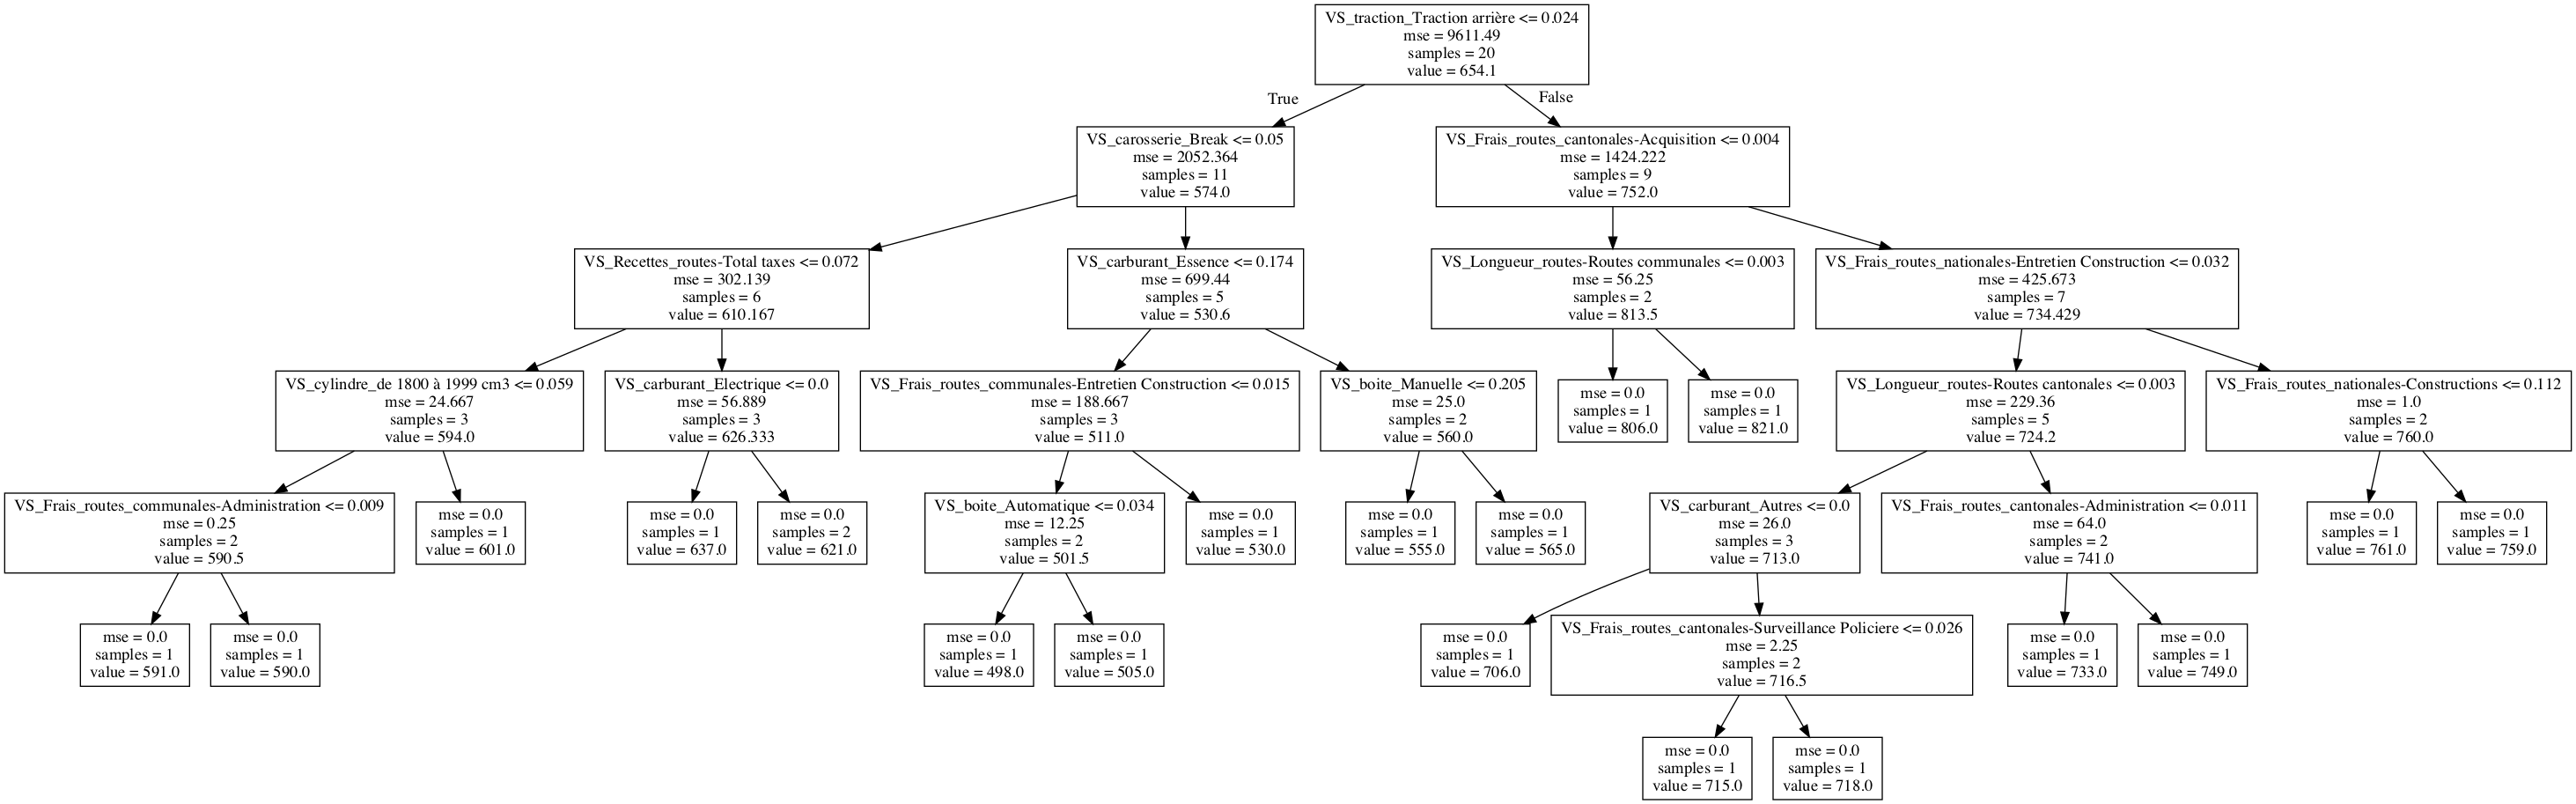 VS_traction_Traction arrière <= 0.024
mse = 9611.49
samples = 20
value = 654.1
True
False
VS_carosserie_Break <= 0.05
mse = 2052.364
samples = 11
value = 574.0
VS_Frais_routes_cantonales-Acquisition <= 0.004
mse = 1424.222
samples = 9
value = 752.0
VS_Recettes_routes-Total taxes <= 0.072
mse = 302.139
samples = 6
value = 610.167
VS_carburant_Essence <= 0.174
mse = 699.44
samples = 5
value = 530.6
VS_Longueur_routes-Routes communales <= 0.003
mse = 56.25
samples = 2
value = 813.5
VS_Frais_routes_nationales-Entretien Construction <= 0.032
mse = 425.673
samples = 7
value = 734.429
VS_cylindre_de 1800 à 1999 cm3 <= 0.059
mse = 24.667
samples = 3
value = 594.0
VS_carburant_Electrique <= 0.0
mse = 56.889
samples = 3
value = 626.333
VS_Frais_routes_communales-Entretien Construction <= 0.015
mse = 188.667
samples = 3
value = 511.0
VS_boite_Manuelle <= 0.205
mse = 25.0
samples = 2
value = 560.0
mse = 0.0
samples = 1
value = 806.0
mse = 0.0
samples = 1
value = 821.0
VS_Longueur_routes-Routes cantonales <= 0.003
mse = 229.36
samples = 5
value = 724.2
VS_Frais_routes_nationales-Constructions <= 0.112
mse = 1.0
samples = 2
value = 760.0
VS_Frais_routes_communales-Administration <= 0.009
mse = 0.25
samples = 2
value = 590.5
mse = 0.0
samples = 1
value = 601.0
mse = 0.0
samples = 1
value = 637.0
mse = 0.0
samples = 2
value = 621.0
VS_boite_Automatique <= 0.034
mse = 12.25
samples = 2
value = 501.5
mse = 0.0
samples = 1
value = 530.0
mse = 0.0
samples = 1
value = 555.0
mse = 0.0
samples = 1
value = 565.0
VS_carburant_Autres <= 0.0
mse = 26.0
samples = 3
value = 713.0
VS_Frais_routes_cantonales-Administration <= 0.011
mse = 64.0
samples = 2
value = 741.0
mse = 0.0
samples = 1
value = 761.0
mse = 0.0
samples = 1
value = 759.0
mse = 0.0
samples = 1
value = 591.0
mse = 0.0
samples = 1
value = 590.0
mse = 0.0
samples = 1
value = 498.0
mse = 0.0
samples = 1
value = 505.0
mse = 0.0
samples = 1
value = 706.0
VS_Frais_routes_cantonales-Surveillance Policiere <= 0.026
mse = 2.25
samples = 2
value = 716.5
mse = 0.0
samples = 1
value = 733.0
mse = 0.0
samples = 1
value = 749.0
mse = 0.0
samples = 1
value = 715.0
mse = 0.0
samples = 1
value = 718.0